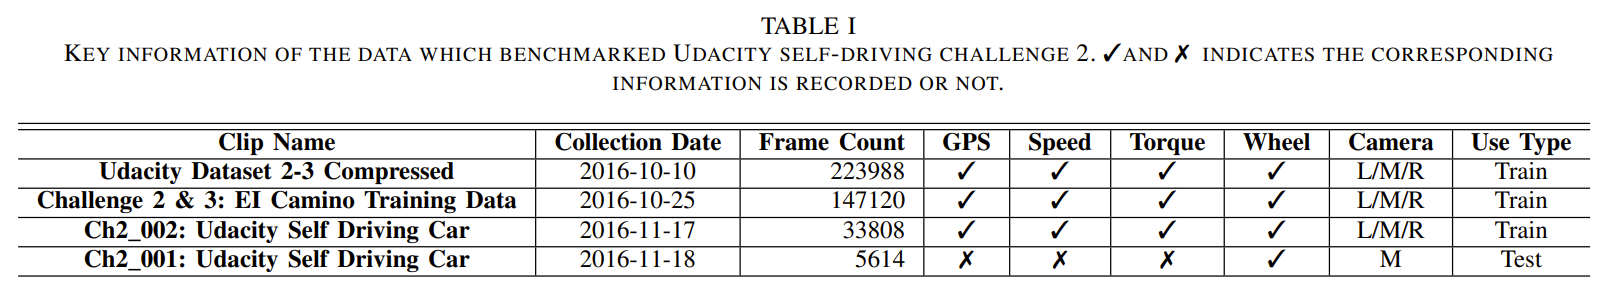 TABLE I
KEY INFORMATION OF THE DATA WHICH BENCHMARKED UDACITY SELF-DRIVING CHALLENGE 2. ✓AND ✗ INDICATES THE CORRESPONDING
INFORMATION IS RECORDED OR NOT.
Clip Name Collection Date Frame Count GPS Speed Torque Wheel Camera Use Type
Udacity Dataset 2-3 Compressed 2016-10-10 223988 ✓ ✓ ✓ ✓ L/M/R Train
Challenge 2 & 3: EI Camino Training Data 2016-10-25 147120 ✓ ✓ ✓ ✓ L/M/R Train
Ch2_002: Udacity Self Driving Car 2016-11-17 33808 ✓ ✓ ✓ ✓ L/M/R Train
Ch2_001: Udacity Self Driving Car 2016-11-18 5614 ✗ ✗ ✗ ✓ M Test